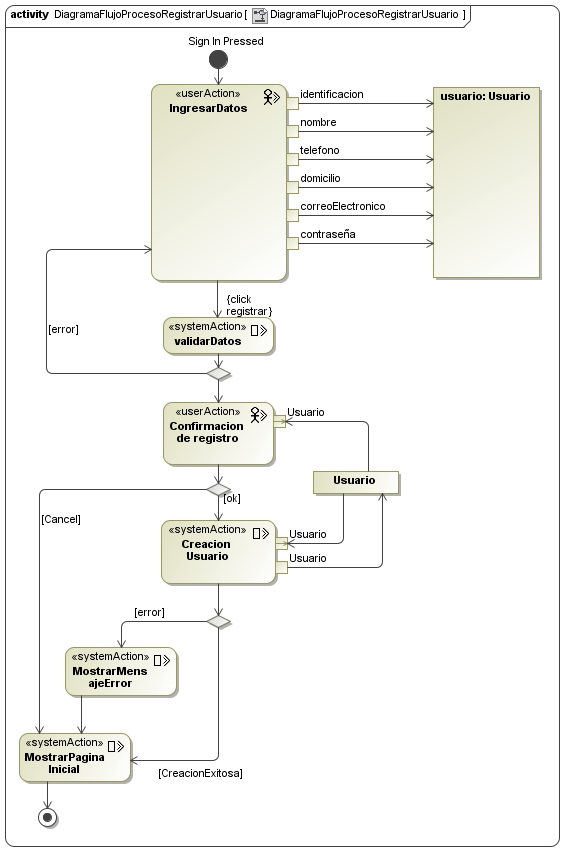 activity DiagramaFlujoProcesoRegistrarUsuario [ DiagramaFlujoProcesoRegistrarUsuario ]
Sign In Pressed
«userAction»
IngresarDatos
identificacion
nombre
telefono
domicilio
correoElectronico
contraseña
usuario: Usuario
{click
registrar}
[error]
«systemAction»
validarDatos
«userAction»
Confirmacion
de registro
Usuario
Usuario
[ok]
[Cancel]
«systemAction»
Creacion
Usuario
Usuario
Usuario
[error]
«systemAction»
MostrarMens
ajeError
«systemAction»
MostrarPagina
Inicial
[CreacionExitosa]